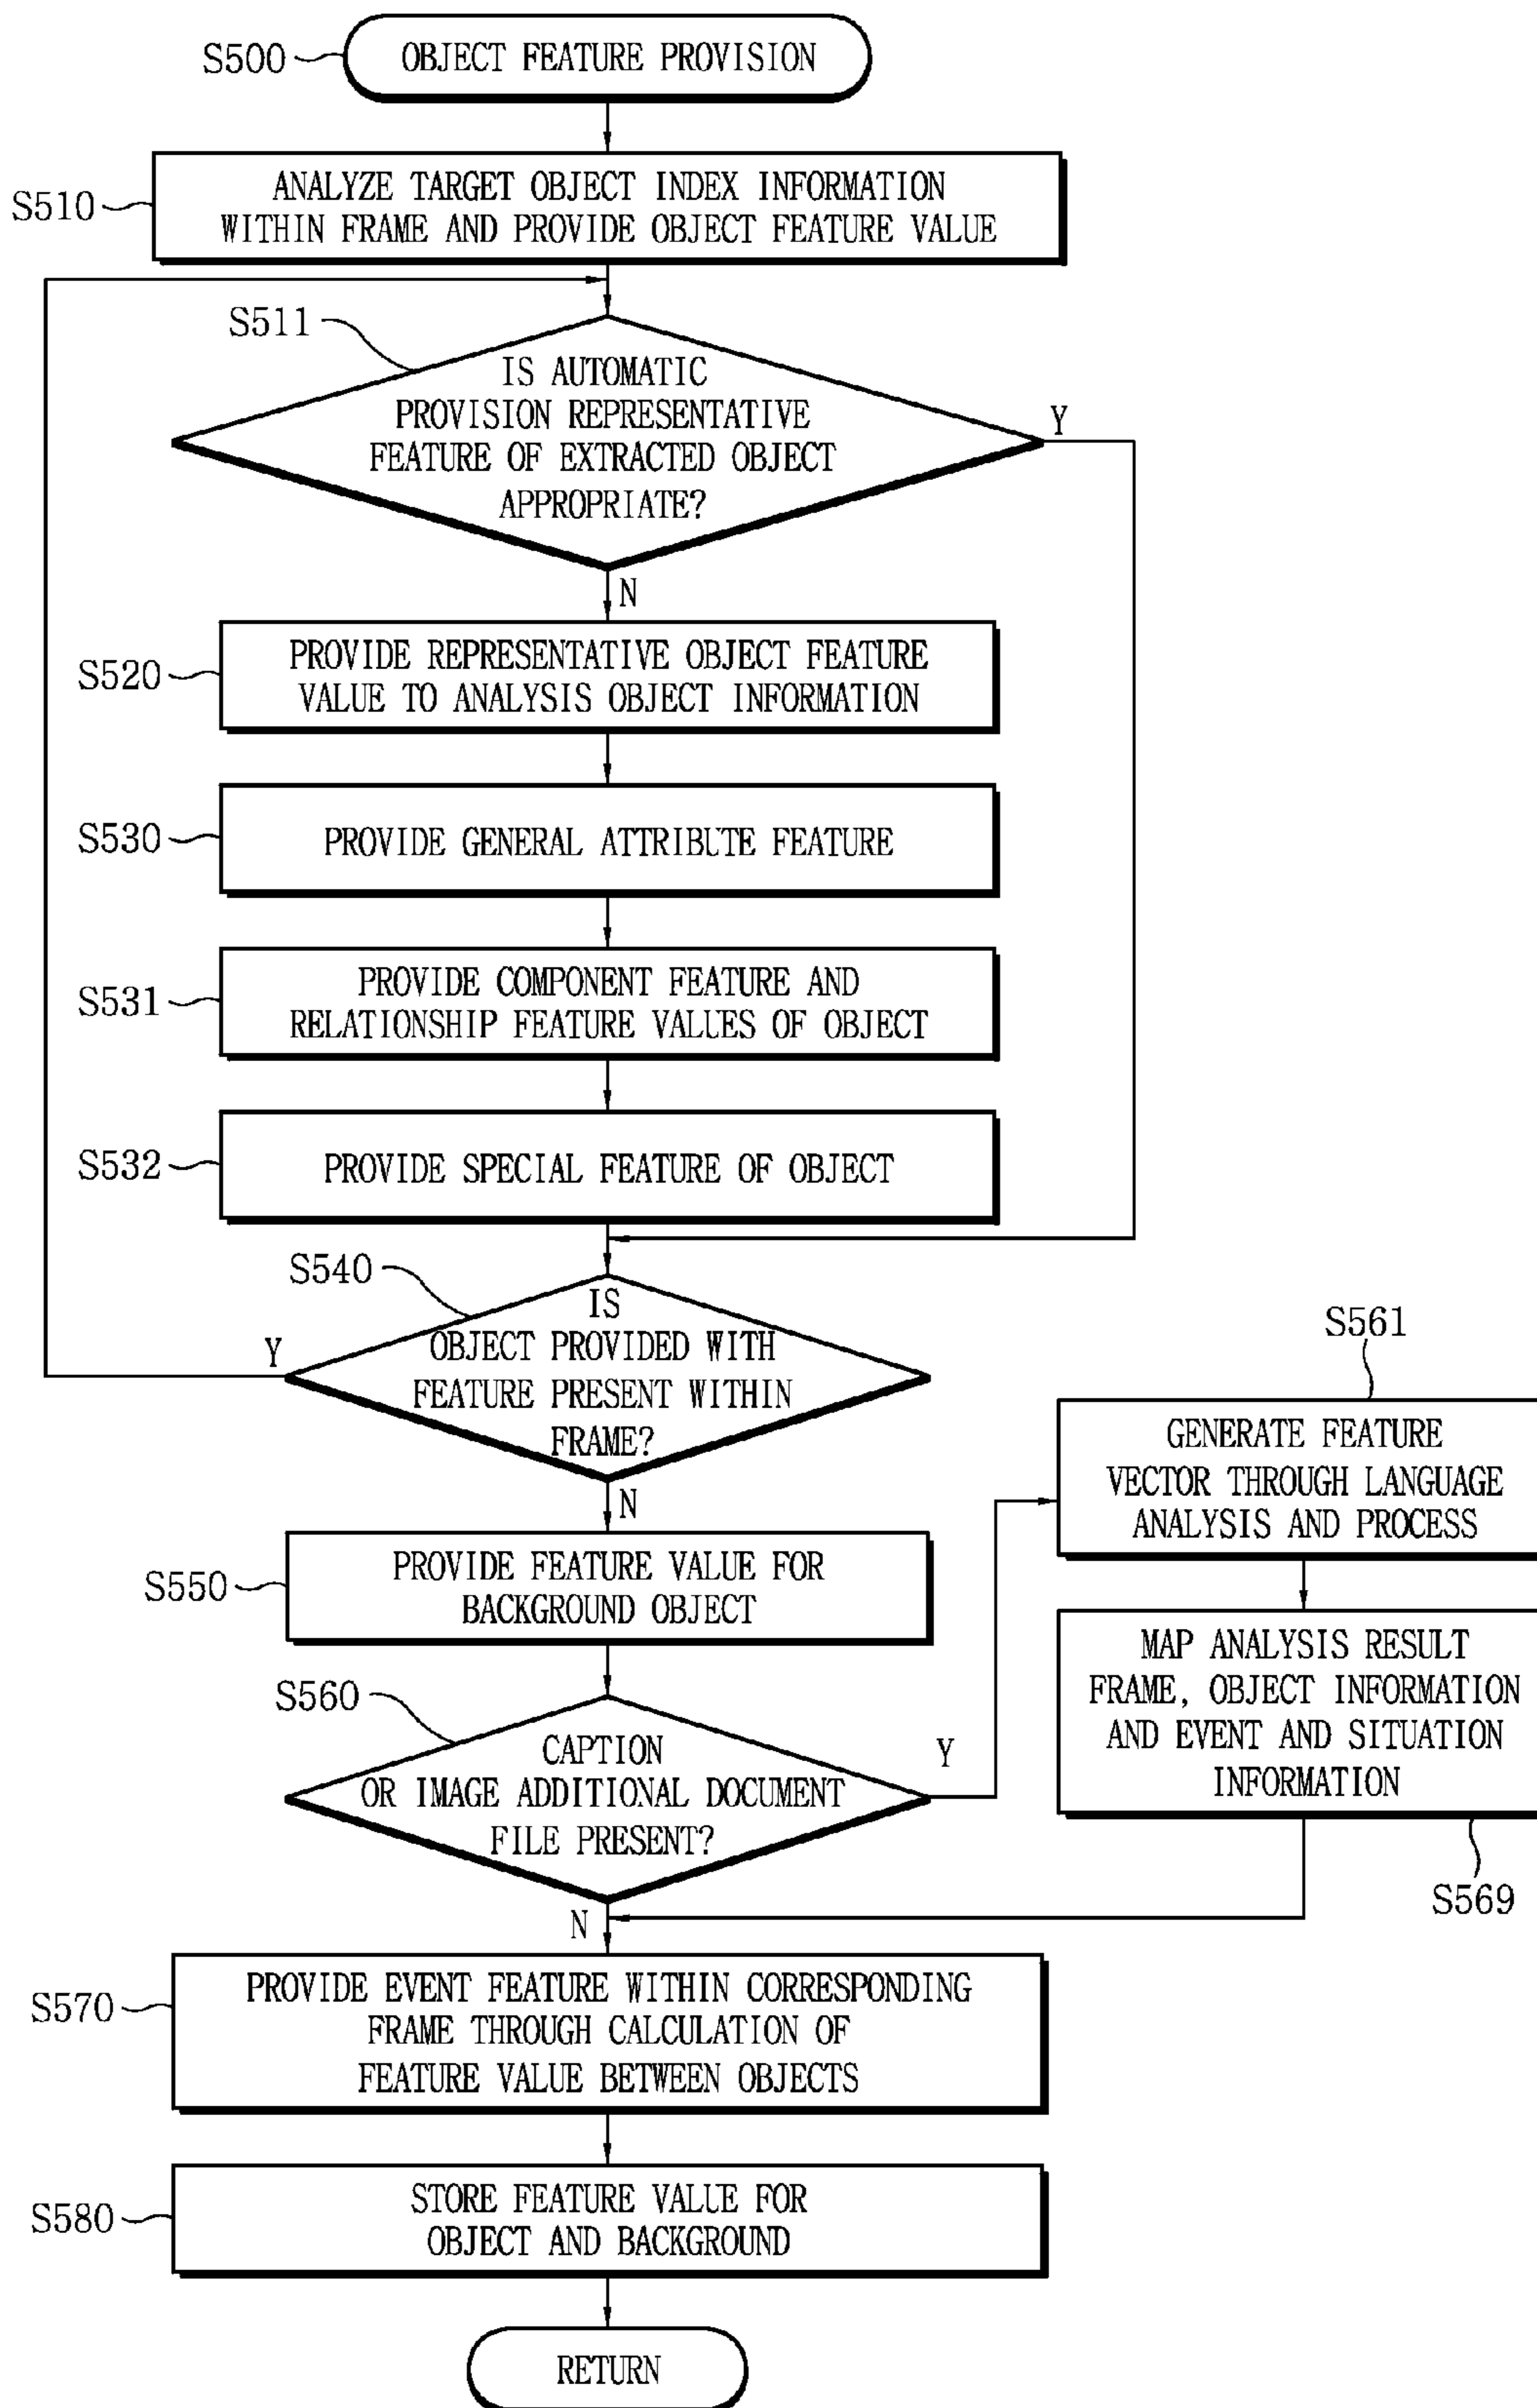 S500
OBJECT FEATURE PROVISION
S510
ANALYZE TARGET OBJECT INDEX INFORMATION
WITHIN FRAME AND PROVIDE OBJECT FEATURE VALUE
S511
IS AUTOMATIC
PROVISION REPRESENTATIVE
FEATURE OF EXTRACTED OBJECT
APPROPRIATE?
Y
N
S520
PROVIDE REPRESENTATIVE OBJECT FEATURE
VALUE TO ANALYSIS OBJECT INFORMATION
S530
PROVIDE GENERAL ATTRIBUTE FEATURE
S531
PROVIDE COMPONENT FEATURE AND
RELATIONSHIP FEATURE VALUES OF OBJECT
S532
PROVIDE SPECIAL FEATURE OF OBJECT
S540
IS
OBJECT PROVIDED WITH
FEATURE PRESENT WITHIN
FRAME?
Y
N
S550
PROVIDE FEATURE VALUE FOR
BACKGROUND OBJECT
S560
CAPTION
OR IMAGE ADDITIONAL DOCUMENT
FILE PRESENT?
Y
N
S561
GENERATE FEATURE
VECTOR THROUGH LANGUAGE
ANALYSIS AND PROCESS
MAP ANALYSIS RESULT
FRAME, OBJECT INFORMATION
AND EVENT AND SITUATION
INFORMATION
S569
S570
PROVIDE EVENT FEATURE WITHIN CORRESPONDING
FRAME THROUGH CALCULATION OF
FEATURE VALUE BETWEEN OBJECTS
S580
STORE FEATURE VALUE FOR
OBJECT AND BACKGROUND
RETURN